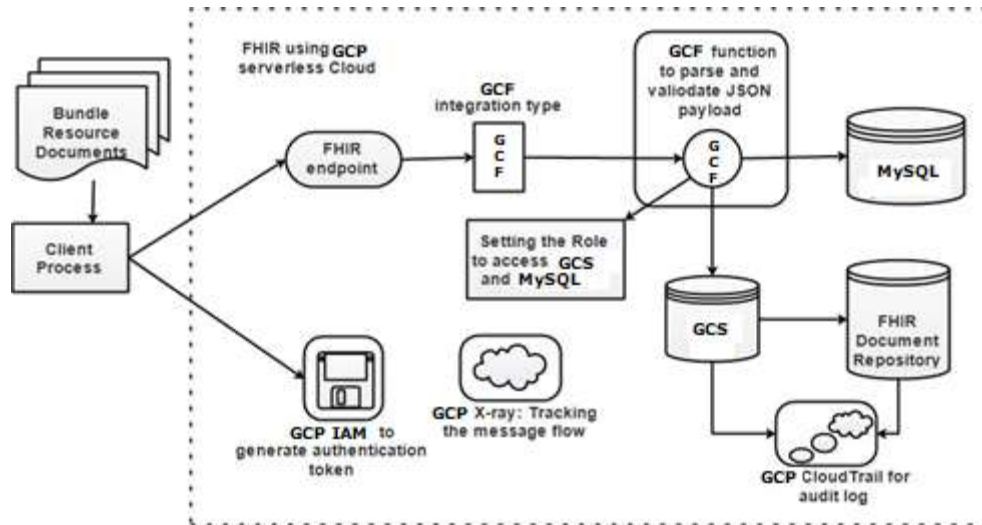 FHIR using GCP
serverless Cloud
Bundle
Resource
Documents
Client
Process
FHIR
endpoint
GCF
integration type
G
C
F
GCF function
to parse and
valiodate JSON
payload
G
C
F
MySQL
Setting the Role
to access GCS
and MySQL
GCS
FHIR
Document
Repository
GCP IAM to
generate authentication
token
GCP X-ray: Tracking
the message flow
GCP CloudTrail for
audit log